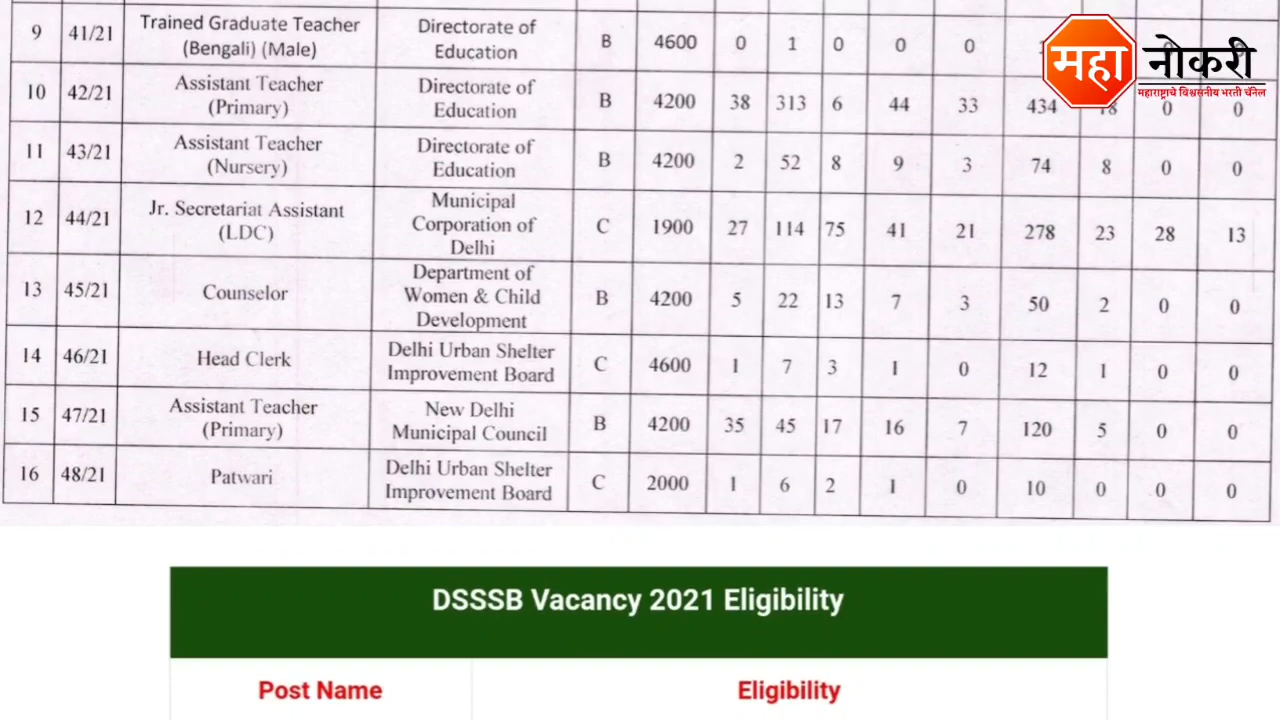 महा नोकरी
महाराष्ट्राचे विश्वसनीय भरती चॅनेल
9 41/21 Trained Graduate Teacher (Bengali) (Male) Directorate of Education B 4600 0 1 0 0 0
10 42/21 Assistant Teacher (Primary) Directorate of Education B 4200 38 313 6 44 33 434 18 0 0
11 43/21 Assistant Teacher (Nursery) Directorate of Education B 4200 2 52 8 9 3 74 8 0 0
12 44/21 Jr. Secretariat Assistant (LDC) Municipal Corporation of Delhi C 1900 27 114 75 41 21 278 23 28 13
13 45/21 Counselor Department of Women & Child Development B 4200 5 22 13 7 3 50 2 0 0
14 46/21 Head Clerk Delhi Urban Shelter Improvement Board C 4600 1 7 3 1 0 12 1 0 0
15 47/21 Assistant Teacher (Primary) New Delhi Municipal Council B 4200 35 45 17 16 7 120 5 0 0
16 48/21 Patwari Delhi Urban Shelter Improvement Board C 2000 1 6 2 1 0 10 0 0 0
DSSSB Vacancy 2021 Eligibility
Post Name Eligibility